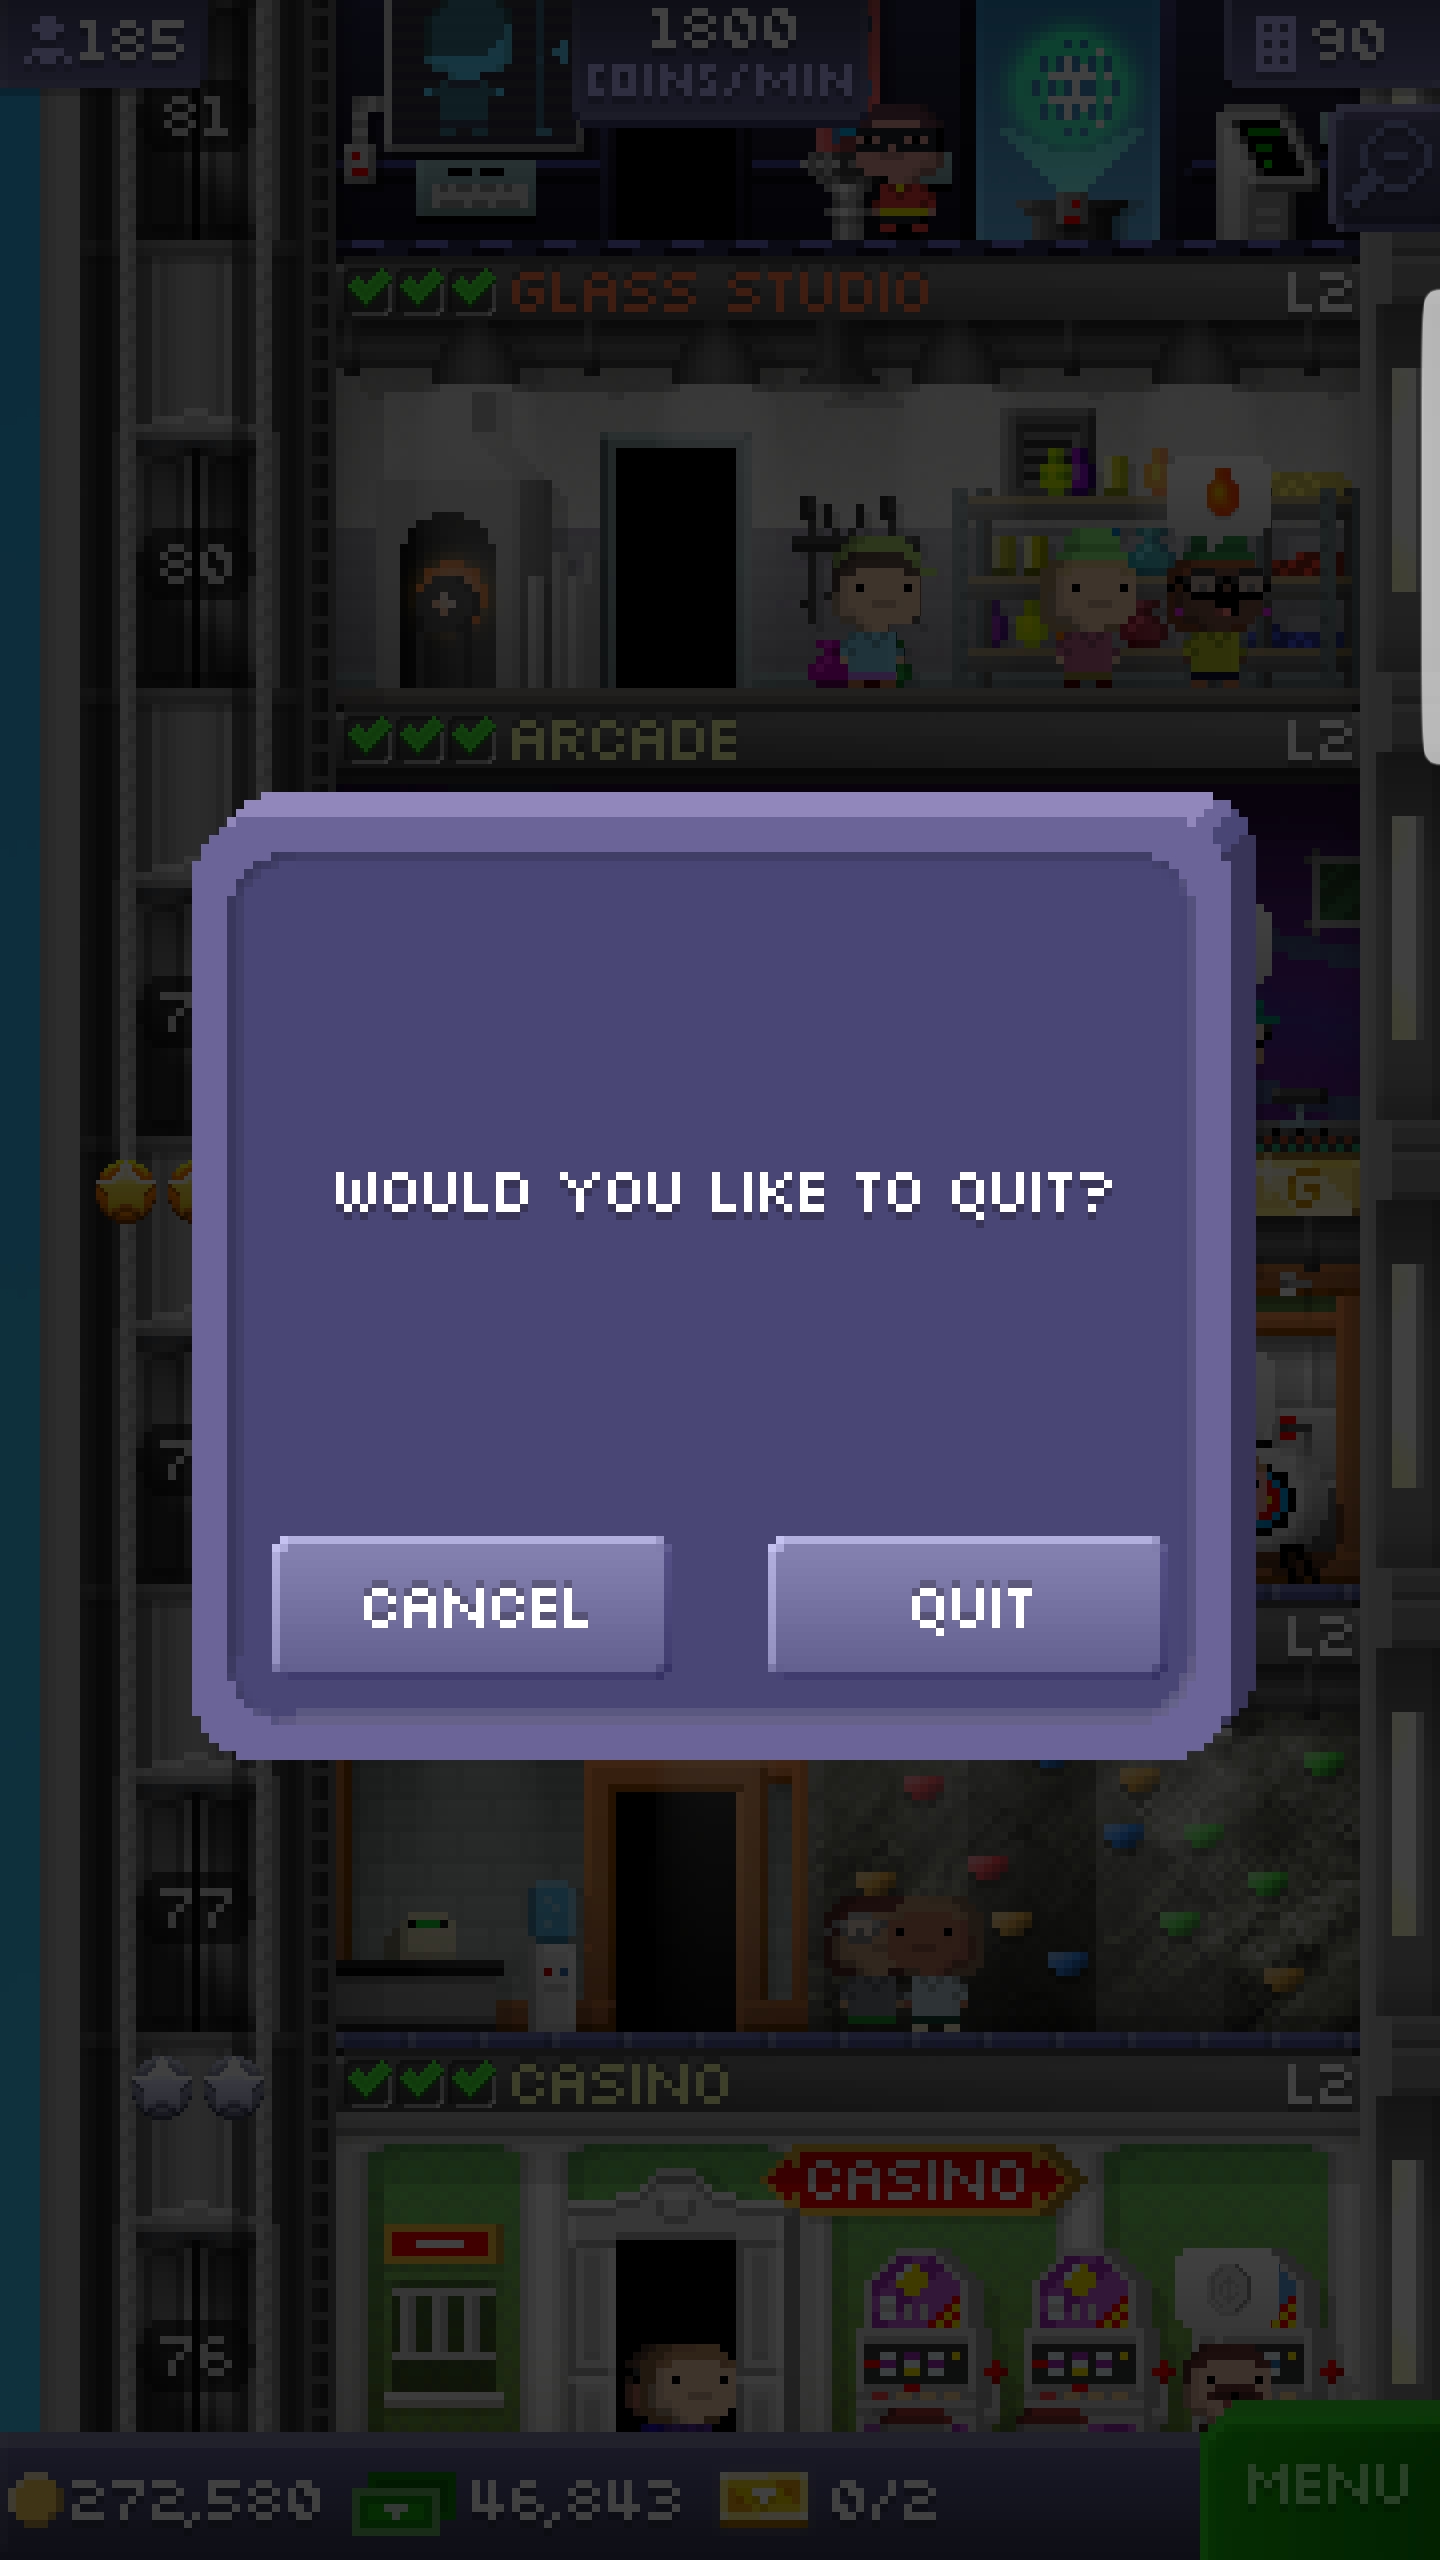 185
1800
COINS/MIN
90
81
GLASS STUDIO L2
80
ARCADE L2
7
G
WOULD YOU LIKE TO QUIT?
7
CANCEL QUIT
L2
77
CASINO L2
CASINO
76
272,580 46,843 0/2 MENU